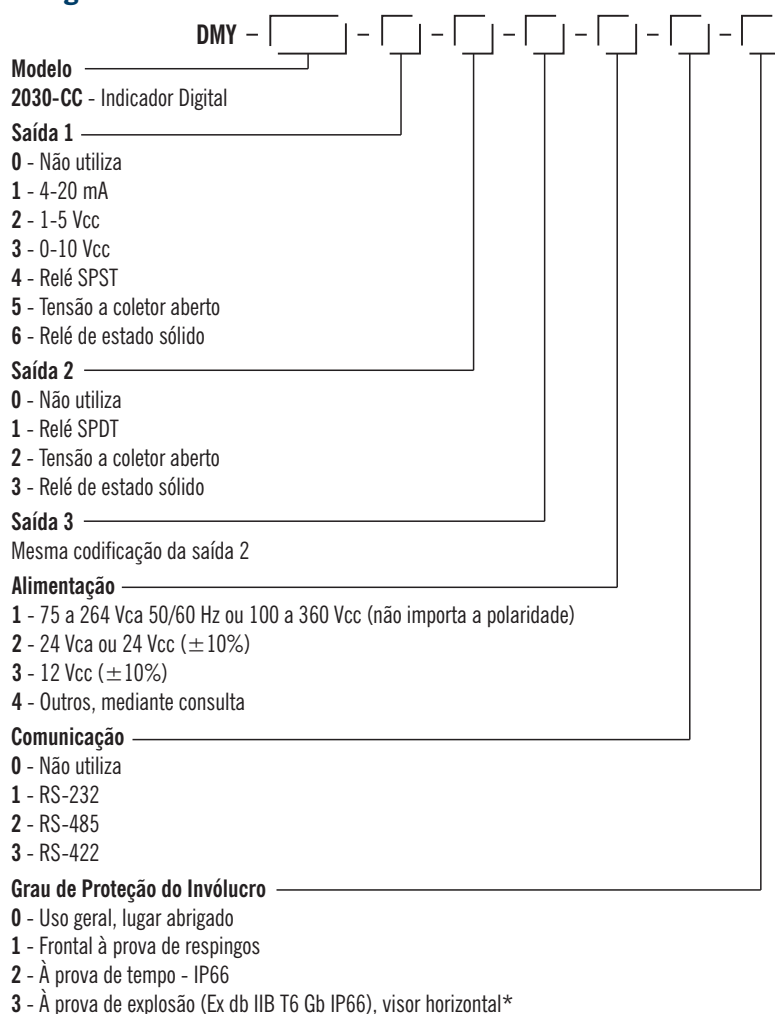 DMY - - - - - - -
Modelo
2030-CC - Indicador Digital
Saída 1
0 - Não utiliza
1 - 4-20 mA
2 - 1-5 Vcc
3 - 0-10 Vcc
4 - Relé SPST
5 - Tensão a coletor aberto
6 - Relé de estado sólido
Saída 2
0 - Não utiliza
1 - Relé SPDT
2 - Tensão a coletor aberto
3 - Relé de estado sólido
Saída 3
Mesma codificação da saída 2
Alimentação
1 - 75 a 264 Vca 50/60 Hz ou 100 a 360 Vcc (não importa a polaridade)
2 - 24 Vca ou 24 Vcc (±10%)
3 - 12 Vcc (±10%)
4 - Outros, mediante consulta
Comunicação
0 - Não utiliza
1 - RS-232
2 - RS-485
3 - RS-422
Grau de Proteção do Invólucro
0 - Uso geral, lugar abrigado
1 - Frontal à prova de respingos
2 - À prova de tempo - IP66
3 - À prova de explosão (Ex db IIB T6 Gb IP66), visor horizontal*